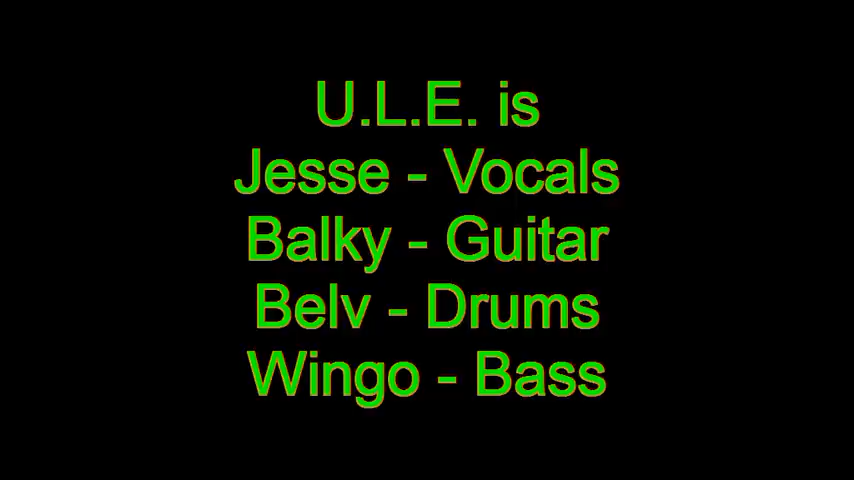 U.L.E. is
Jesse - Vocals
Balky - Guitar
Belv - Drums
Wingo - Bass